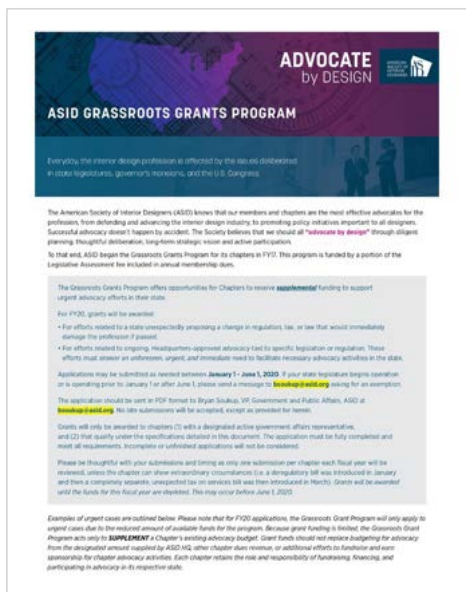 ADVOCATE
by DESIGN
AMERICAN
SOCIETY OF
INTERIOR
DESIGNERS
ASID GRASSROOTS GRANTS PROGRAM
Everyday, the interior design profession is affected by the issues deliberated
in state legislatures, governor's mansions, and the U.S. Congress.
The American Society of Interior Designers (ASID) knows that our members and chapters are the most effective advocates for the
profession, from defending and advancing the interior design industry, to promoting policy initiatives important to all designers.
Successful advocacy doesn't happen by accident. The Society believes that we should all "advocate by design" through diligent
planning, thoughtful deliberation, long-form strategic vision and active participation.
To that end, ASID began the Grassroots Grants Program for its chapters in FY17. This program is funded by a portion of the
Legislative Assessment fee included in annual membership dues.
The Grassroots Grants Program offers opportunities for Chapters to receive supplemental funding to support
urgent advocacy efforts in their state.
For FY20, grants will be awarded:
• For efforts related to a state unexpectedly proposing a change in regulation, tax, or law that would immediately
damage the profession if passed.
• For efforts related to ongoing, Headquarters-approved advocacy tied to specific legislation or regulation. These
efforts must answer an unforeseen, urgent, and immediate need to facilitate necessary advocacy activities in the state.
Applications may be submitted as needed between January 1 - June 1, 2020. If your state legislature begins operation
or is operating prior to January 1 or after June 1, please send a message to bsoukup@asid.org asking for an exemption.
The application should be sent in PDF format to Bryan Soukup, VP, Government and Public Affairs, ASID at
bsoukup@asid.org. No late submissions will be accepted, except as provided for herein.
Grants will only be awarded to chapters (1) with a designated active government affairs representative,
and (2) that qualify under the specifications detailed in this document. The application must be fully completed and
meet all requirements. Incomplete or unfinished applications will not be considered.
Please be thoughtful with your submissions and timing as only one submission per chapter each fiscal year will be
reviewed, unless this chapter can show extraordinary circumstances (i.e. a deregulatory bill was introduced in January
and then a completely separate, unexpected tax on services bill was then introduced in March). Grants will be awarded
until the funds for this fiscal year are depleted. This may occur before June 1, 2020.
Examples of urgent cases are outlined below. Please note that for FY20 applications, the Grassroots Grant Program will only apply to
urgent cases due to the reduced amount of available funds for the program. Because grant funding is limited, the Grassroots Grant
Program acts only to SUPPLEMENT a Chapter's existing advocacy budget. Grant funds should not replace budgeting for advocacy
from the designated amount supplied by ASID HQ, other chapter dues revenue, or additional efforts to fundraise and earn
sponsorship for chapter advocacy activities. Each chapter retains the role and responsibility of fundraising, financing, and
participating in advocacy in its respective state.